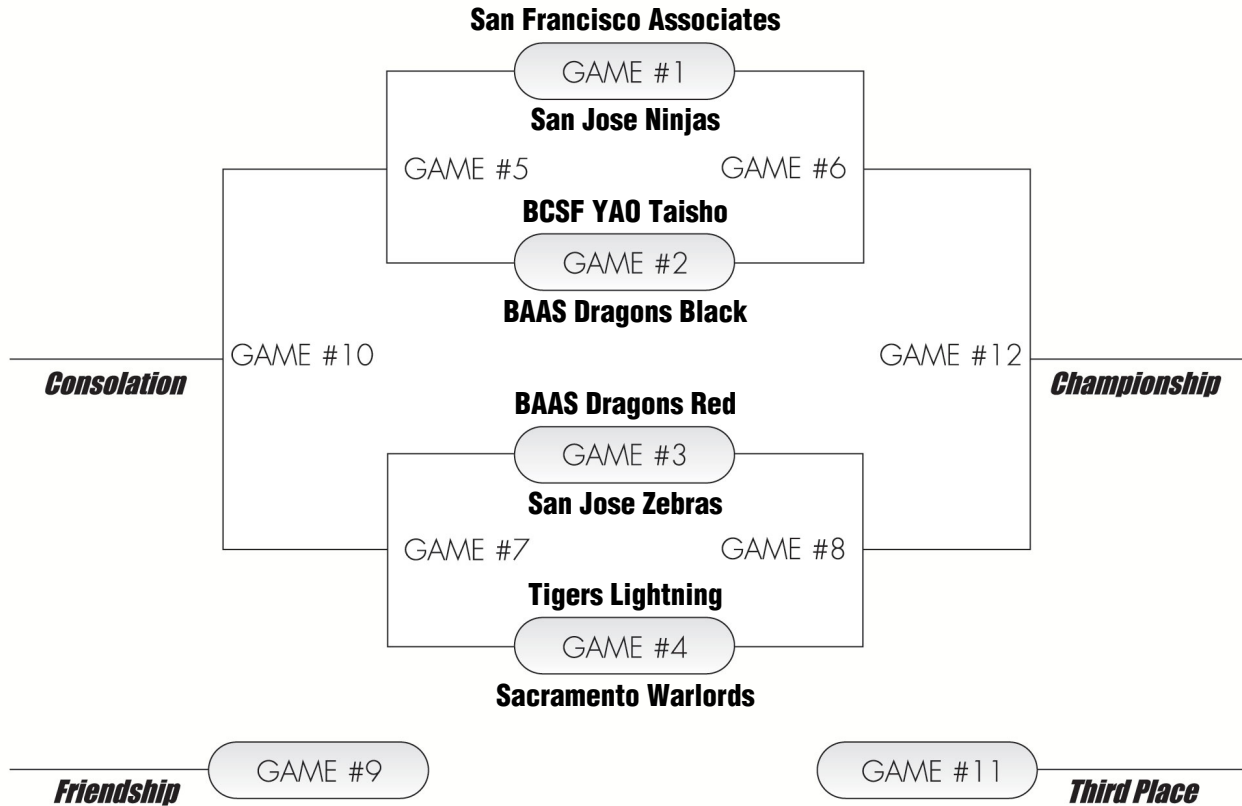 San Francisco Associates
GAME #1
San Jose Ninjas
GAME #5
GAME #6
BCSF YAO Taisho
GAME #2
BAAS Dragons Black
GAME #10
GAME #12
Consolation
Championship
BAAS Dragons Red
GAME #3
San Jose Zebras
GAME #7
GAME #8
Tigers Lightning
GAME #4
Sacramento Warlords
GAME #9
GAME #11
Friendship
Third Place